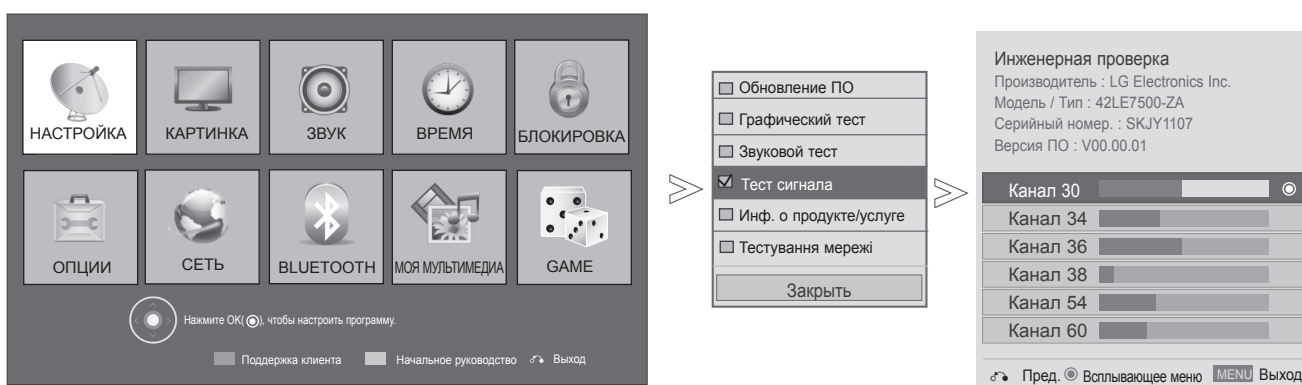 НАСТРОЙКА КАРТИНКА ЗВУК ВРЕМЯ БЛОКИРОВКА
ОПЦИИ СЕТЬ BLUETOOTH МОЯ МУЛЬТИМЕДИА GAME
Нажмите OK( ), чтобы настроить программу.
Поддержка клиента Начальное руководство Выход
Обновление ПО
Графический тест
Звуковой тест
Тест сигнала
Инф. о продукте/услуге
Тестування мережі
Закрыть
Инженерная проверка
Производитель : LG Electronics Inc.
Модель / Тип : 42LE7500-ZA
Серийный номер. : SKJY1107
Версия ПО : V00.00.01
Канал 30
Канал 34
Канал 36
Канал 38
Канал 54
Канал 60
Пред. Всплывающее меню MENU Выход